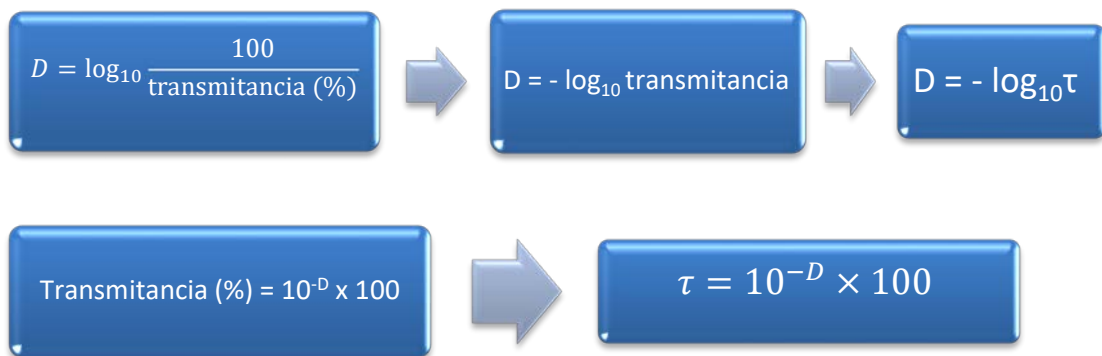 D = log₁₀ 100 / transmitancia (%)
D = - log₁₀ transmitancia
D = - log₁₀τ
Transmitancia (%) = 10⁻ᴰ x 100
τ = 10⁻ᴰ × 100